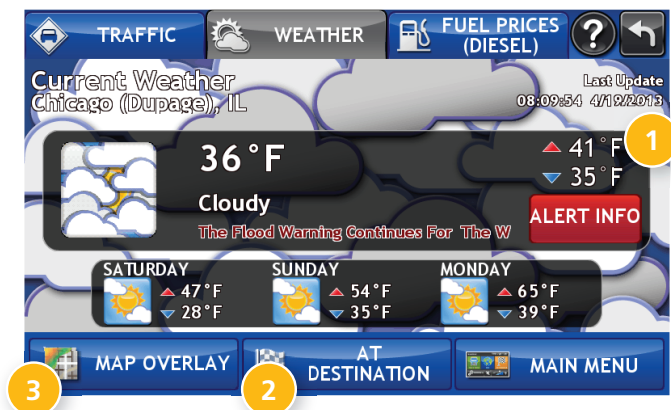 TRAFFIC
WEATHER
FUEL PRICES
(DIESEL)
?
Current Weather
Chicago (Dupage), IL
Last Update
08:09:54 4/19/2013
1
36°F
41°F
35°F
Cloudy
The Flood Warning Continues For The W
ALERT INFO
SATURDAY
47°F
28°F
SUNDAY
54°F
35°F
MONDAY
65°F
39°F
MAP OVERLAY
AT
DESTINATION
MAIN MENU
3
2